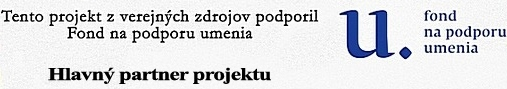 Tento projekt z verejných zdrojov podporil
Fond na podporu umenia
Hlavný partner projektu
u.
fond
na podporu
umenia